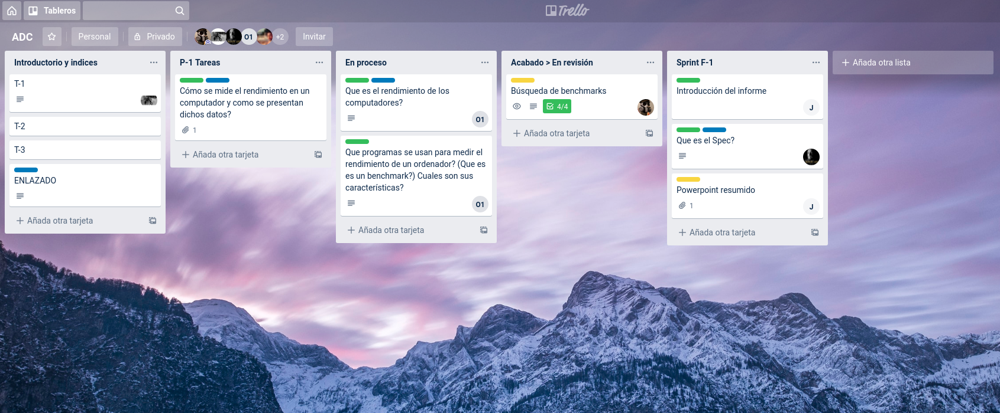 Tableros
Trello
ADC
Personal
Privado
O1
+2
Invitar
Introductorio y indices
T-1
T-2
T-3
ENLAZADO
Añada otra tarjeta
P-1 Tareas
Cómo se mide el rendimiento en un
computador y como se presentan
dichos datos?
1
Añada otra tarjeta
En proceso
Que es el rendimiento de los
computadores?
O1
Que programas se usan para medir el
rendimiento de un ordenador? (Que es
es un benchmark?) Cuales son sus
características?
O1
Añada otra tarjeta
Acabado > En revisión
Búsqueda de benchmarks
4/4
Añada otra tarjeta
Sprint F-1
Introducción del informe
J
Que es el Spec?
Powerpoint resumido
1
J
Añada otra tarjeta
Añada otra lista